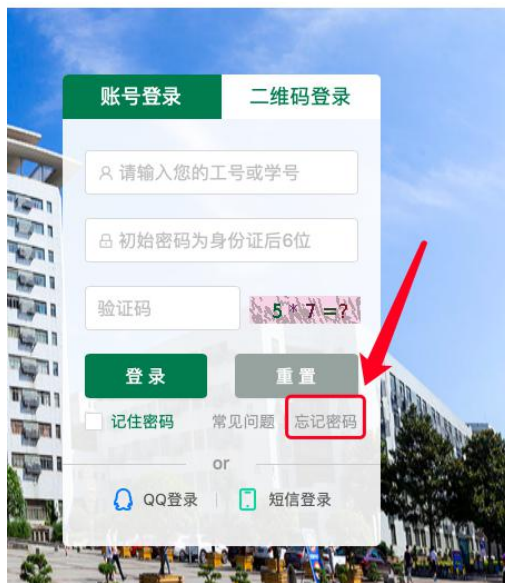 账号登录 二维码登录
请输入您的工号或学号
初始密码为身份证后6位
验证码 5 * 7 =?
登录 重置
记住密码 常见问题 忘记密码
or
QQ登录 短信登录